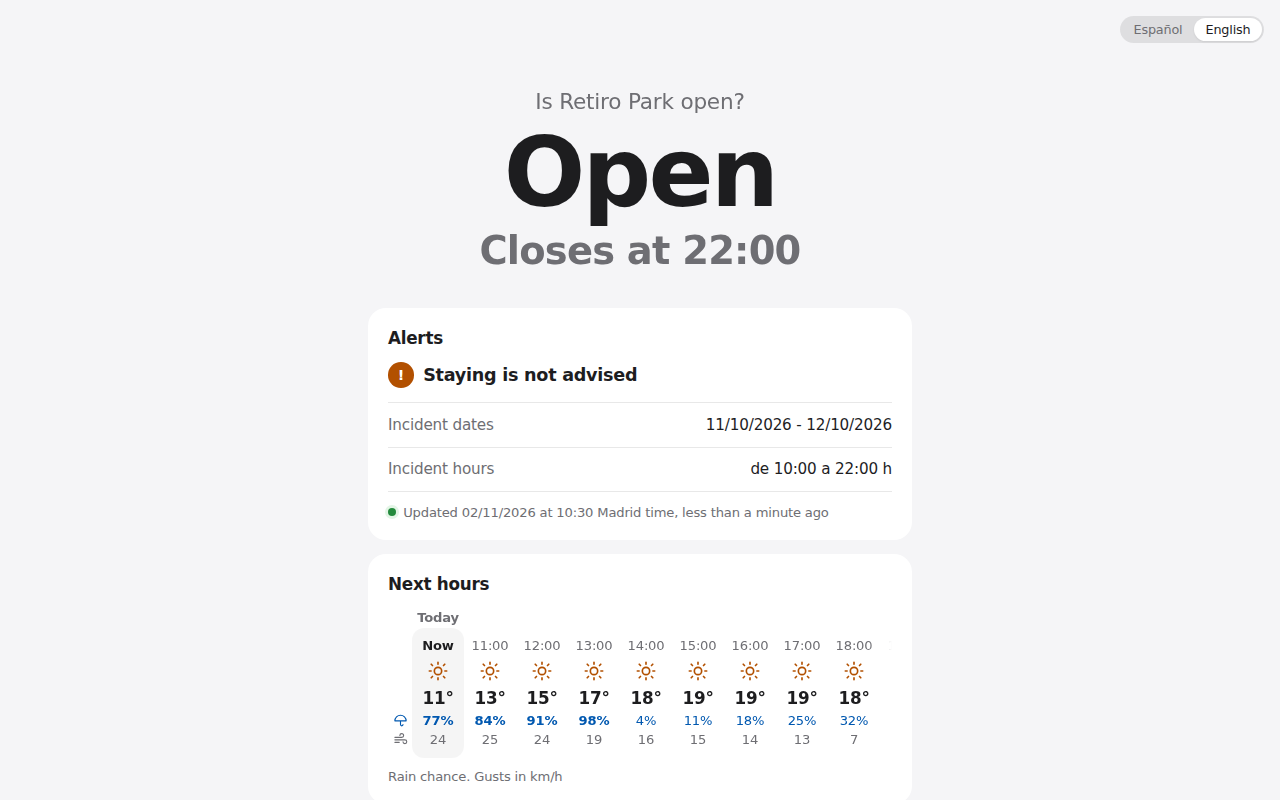 Español English
Is Retiro Park open?
Open
Closes at 22:00
Alerts
! Staying is not advised
Incident dates 11/10/2026 - 12/10/2026
Incident hours de 10:00 a 22:00 h
Updated 02/11/2026 at 10:30 Madrid time, less than a minute ago
Next hours
Today
Now 11:00 12:00 13:00 14:00 15:00 16:00 17:00 18:00
11° 13° 15° 17° 18° 19° 19° 19° 18°
77% 84% 91% 98% 4% 11% 18% 25% 32%
24 25 24 19 16 15 14 13 7
Rain chance. Gusts in km/h